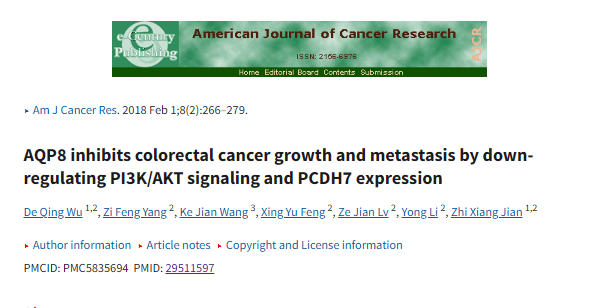 e-Century
Publishing
American Journal of Cancer Research
AJCR
ISSN: 2156-6976
Home Editorial Board Contents Submission
▸ Am J Cancer Res. 2018 Feb 1;8(2):266–279.
AQP8 inhibits colorectal cancer growth and metastasis by down-
regulating PI3K/AKT signaling and PCDH7 expression
De Qing Wu 1,2, Zi Feng Yang 2, Ke Jian Wang 3, Xing Yu Feng 2, Ze Jian Lv 2, Yong Li 2, Zhi Xiang Jian 1,2
▸ Author information ▸ Article notes ▸ Copyright and License information
PMCID: PMC5835694 PMID: 29511597